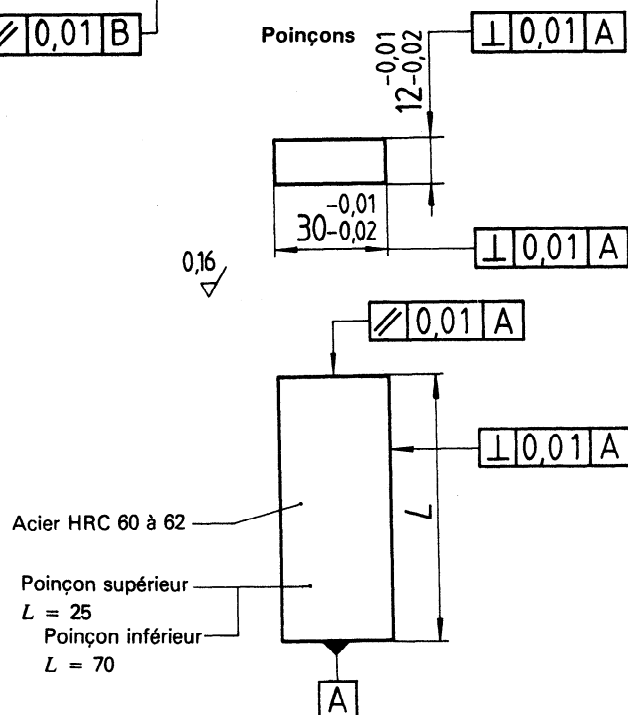 // 0,01 B
Poinçons
⊥ 0,01 A
12 -0,01 -0,02
30 -0,01 -0,02
⊥ 0,01 A
0,16
// 0,01 A
⊥ 0,01 A
L
Acier HRC 60 à 62
Poinçon supérieur
L = 25
Poinçon inférieur
L = 70
A